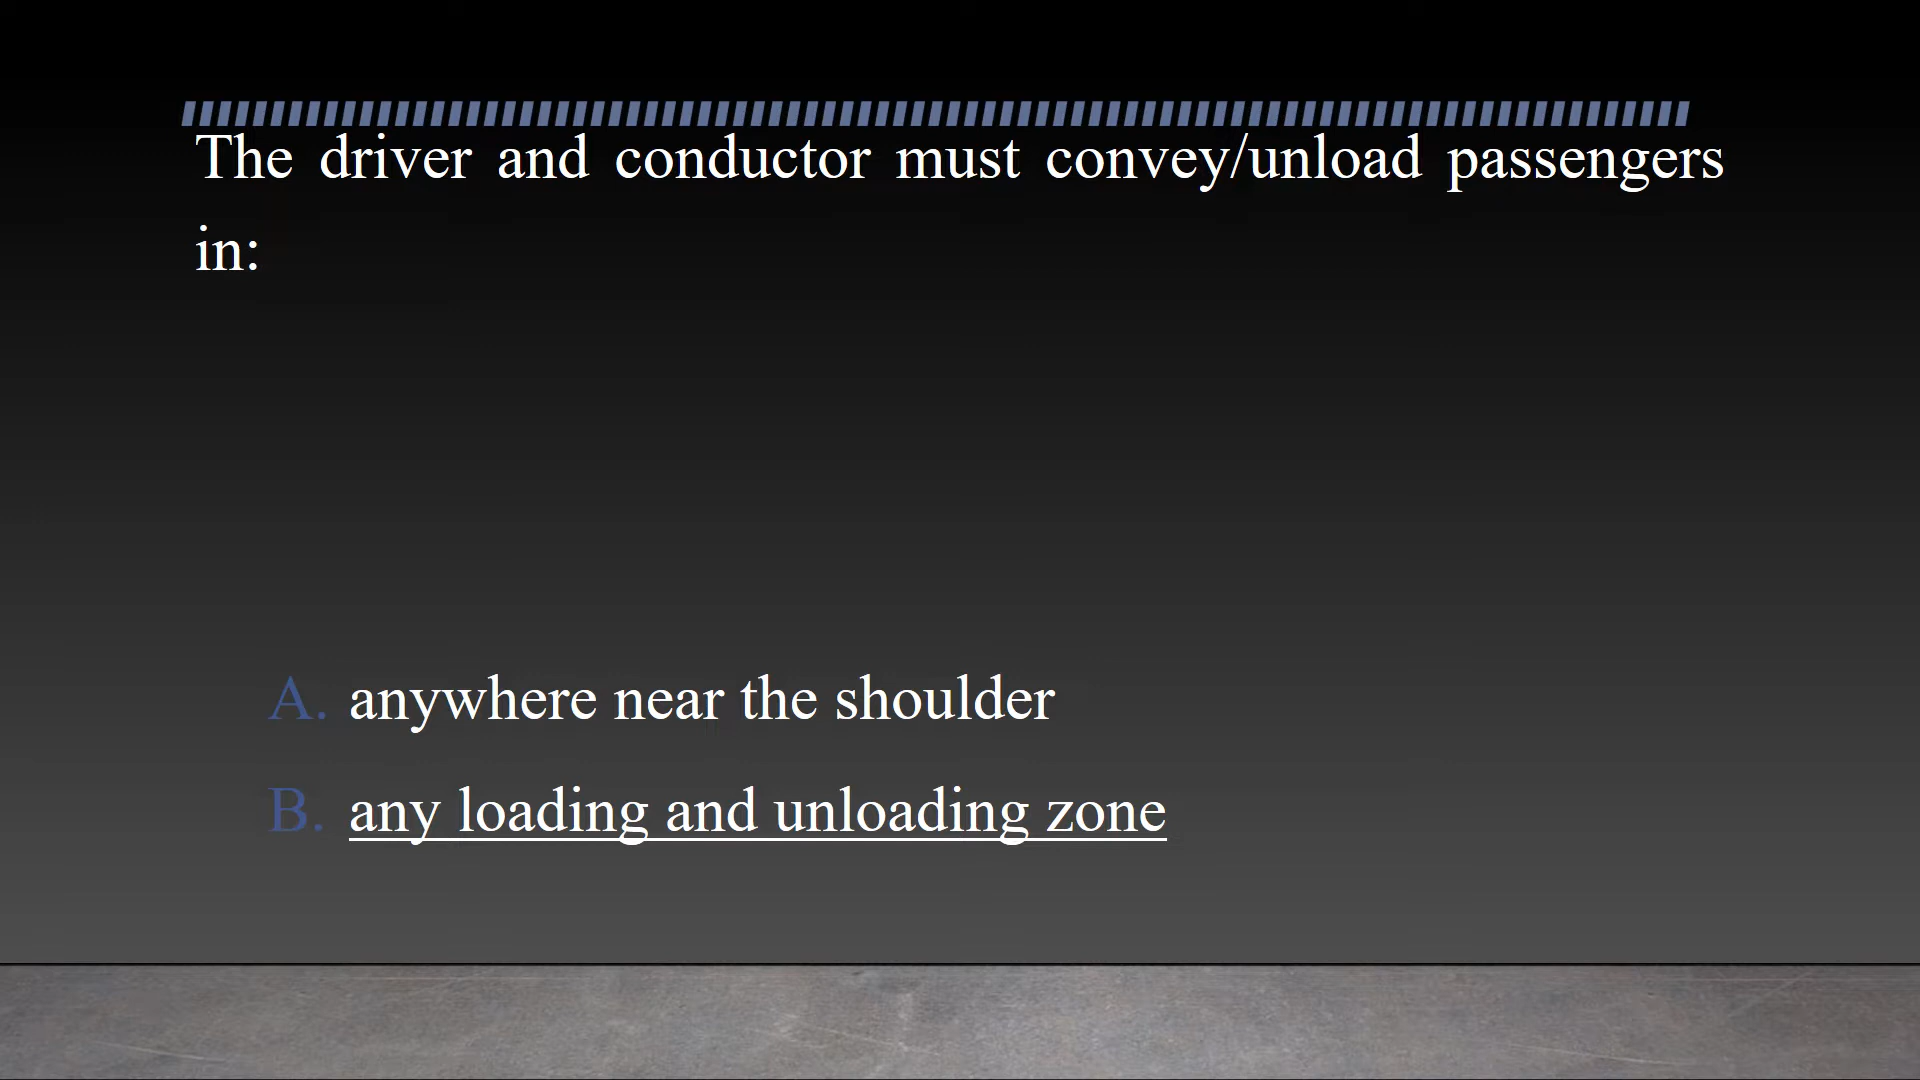 The driver and conductor must convey/unload passengers
in:
A. anywhere near the shoulder
B. any loading and unloading zone